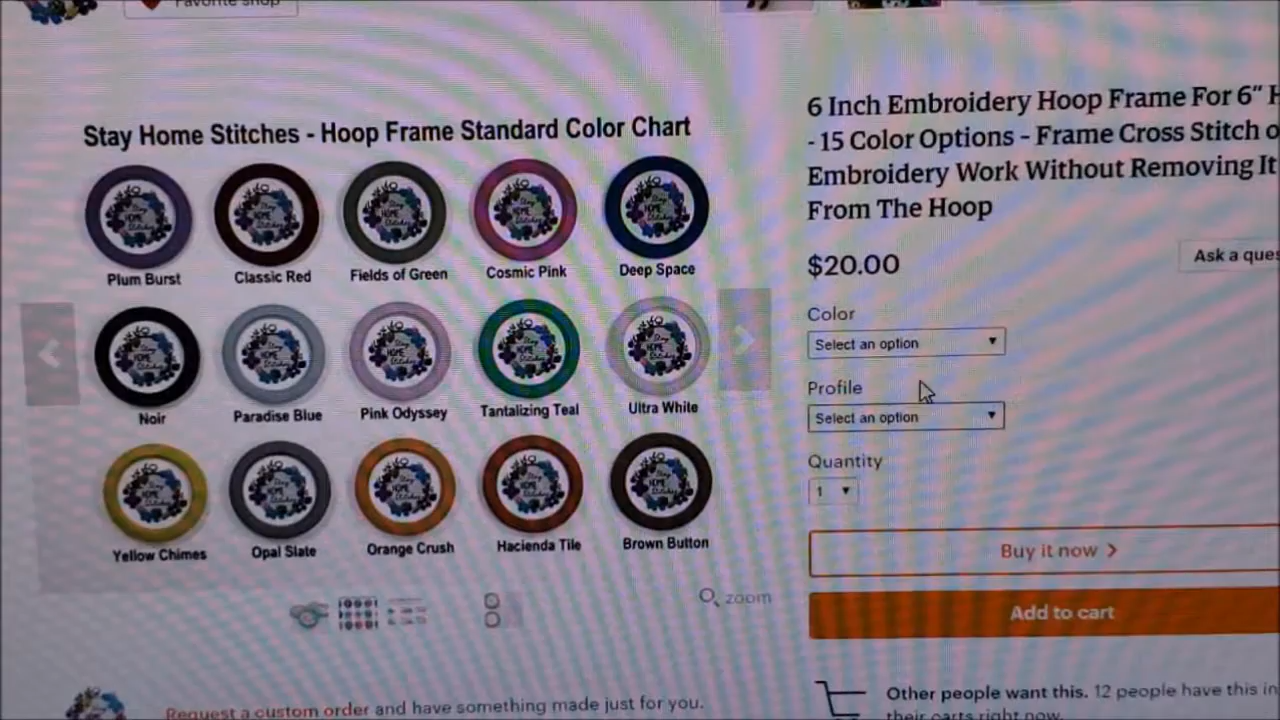 Favorite shop
Stay Home Stitches - Hoop Frame Standard Color Chart
Plum Burst
Classic Red
Fields of Green
Cosmic Pink
Deep Space
Noir
Paradise Blue
Pink Odyssey
Tantalizing Teal
Ultra White
Yellow Chimes
Opal Slate
Orange Crush
Hacienda Tile
Brown Button
zoom
Request a custom order and have something made just for you.
6 Inch Embroidery Hoop Frame For 6" H
- 15 Color Options - Frame Cross Stitch o
Embroidery Work Without Removing It
From The Hoop
$20.00
Ask a ques
Color
Select an option
Profile
Select an option
Quantity
1
Buy it now
Add to cart
Other people want this. 12 people have this in
their carts right now.